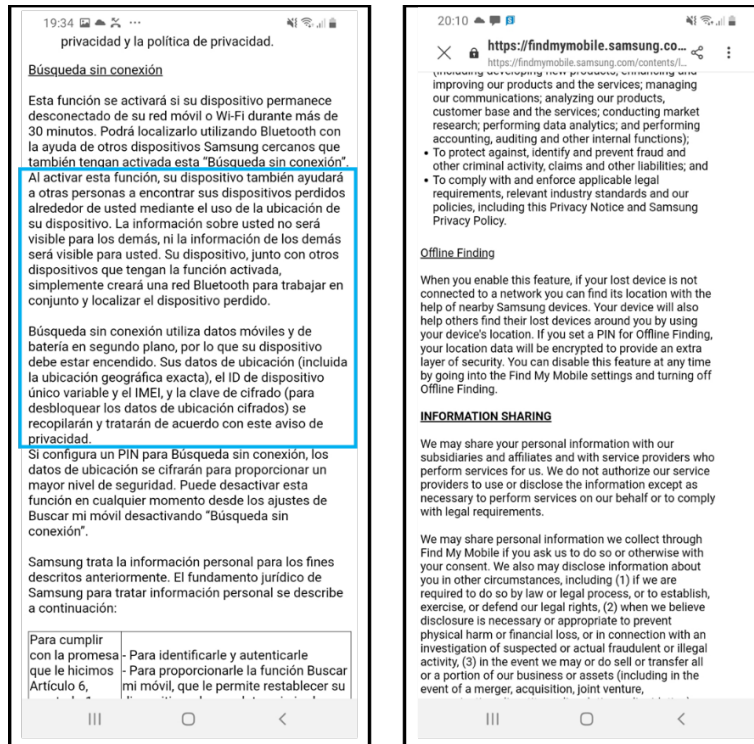 19:34
privacidad y la política de privacidad.
Búsqueda sin conexión
Esta función se activará si su dispositivo permanece
desconectado de su red móvil o Wi-Fi durante más de
30 minutos. Podrá localizarlo utilizando Bluetooth con
la ayuda de otros dispositivos Samsung cercanos que
también tengan activada esta “Búsqueda sin conexión”.
Al activar esta función, su dispositivo también ayudará
a otras personas a encontrar sus dispositivos perdidos
alrededor de usted mediante el uso de la ubicación de
su dispositivo. La información sobre usted no será
visible para los demás, ni la información de los demás
será visible para usted. Su dispositivo, junto con otros
dispositivos que tengan la función activada,
simplemente creará una red Bluetooth para trabajar en
conjunto y localizar el dispositivo perdido.
Búsqueda sin conexión utiliza datos móviles y de
batería en segundo plano, por lo que su dispositivo
debe estar encendido. Sus datos de ubicación (incluida
la ubicación geográfica exacta), el ID de dispositivo
único variable y el IMEI, y la clave de cifrado (para
desbloquear los datos de ubicación cifrados) se
recopilarán y tratarán de acuerdo con este aviso de
privacidad.
Si configura un PIN para Búsqueda sin conexión, los
datos de ubicación se cifrarán para proporcionar un
mayor nivel de seguridad. Puede desactivar esta
función en cualquier momento desde los ajustes de
Buscar mi móvil desactivando “Búsqueda sin
conexión”.
Samsung trata la información personal para los fines
descritos anteriormente. El fundamento jurídico de
Samsung para tratar información personal se describe
a continuación:
Para cumplir
con la promesa
que le hicimos
Artículo 6,
- Para identificarle y autenticarle
- Para proporcionarle la función Buscar
mi móvil, que le permite restablecer su
20:10
https://findmymobile.samsung.co...
https://findmymobile.samsung.com/contents/l...
(including developing new products, enhancing and
improving our products and the services; managing
our communications; analyzing our products,
customer base and the services; conducting market
research; performing data analytics; and performing
accounting, auditing and other internal functions);
• To protect against, identify and prevent fraud and
other criminal activity, claims and other liabilities; and
• To comply with and enforce applicable legal
requirements, relevant industry standards and our
policies, including this Privacy Notice and Samsung
Privacy Policy.
Offline Finding
When you enable this feature, if your lost device is not
connected to a network you can find its location with the
help of nearby Samsung devices. Your device will also
help others find their lost devices around you by using
your device's location. If you set a PIN for Offline Finding,
your location data will be encrypted to provide an extra
layer of security. You can disable this feature at any time
by going into the Find My Mobile settings and turning off
Offline Finding.
INFORMATION SHARING
We may share your personal information with our
subsidiaries and affiliates and with service providers who
perform services for us. We do not authorize our service
providers to use or disclose the information except as
necessary to perform services on our behalf or to comply
with legal requirements.
We may share personal information we collect through
Find My Mobile if you ask us to do so or otherwise with
your consent. We also may disclose information about
you in other circumstances, including (1) if we are
required to do so by law or legal process, or to establish,
exercise, or defend our legal rights, (2) when we believe
disclosure is necessary or appropriate to prevent
physical harm or financial loss, or in connection with an
investigation of suspected or actual fraudulent or illegal
activity, (3) in the event we may or do sell or transfer all
or a portion of our business or assets (including in the
event of a merger, acquisition, joint venture,